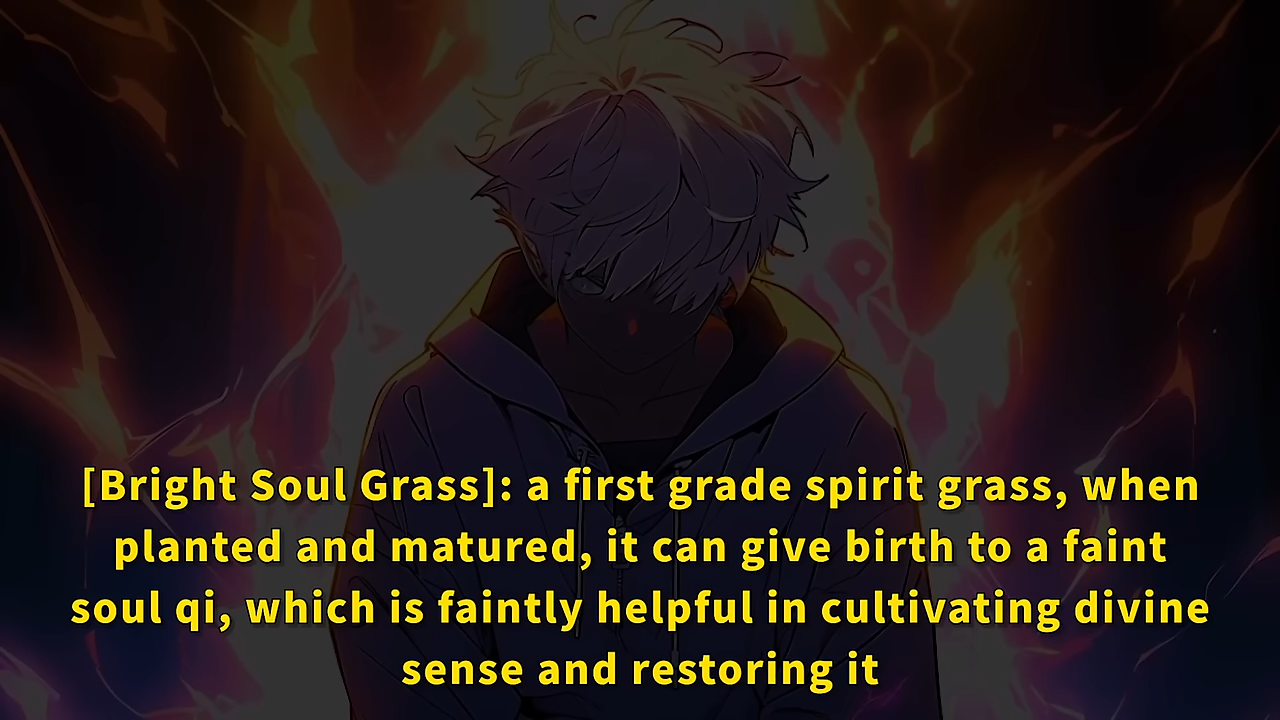 [Bright Soul Grass]: a first grade spirit grass, when
planted and matured, it can give birth to a faint
soul qi, which is faintly helpful in cultivating divine
sense and restoring it